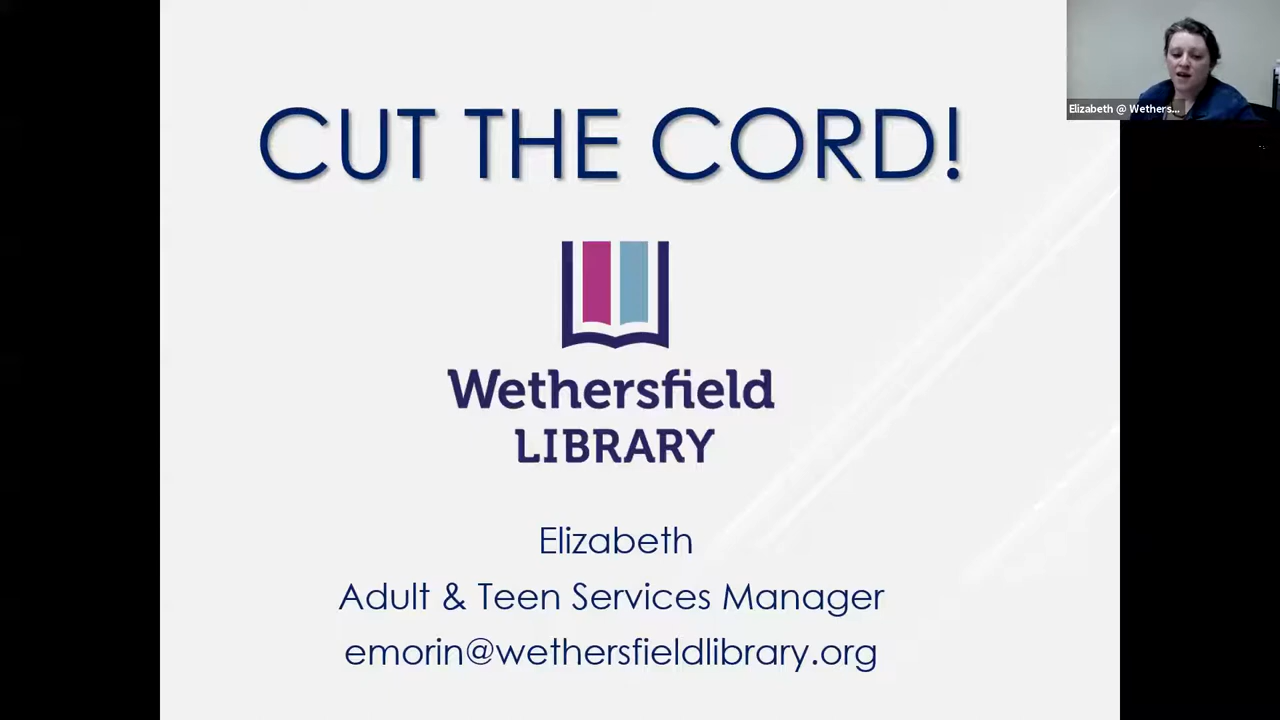 CUT THE CORD!
Elizabeth @ Wethers...
Wethersfield
LIBRARY
Elizabeth
Adult & Teen Services Manager
emorin@wethersfieldlibrary.org